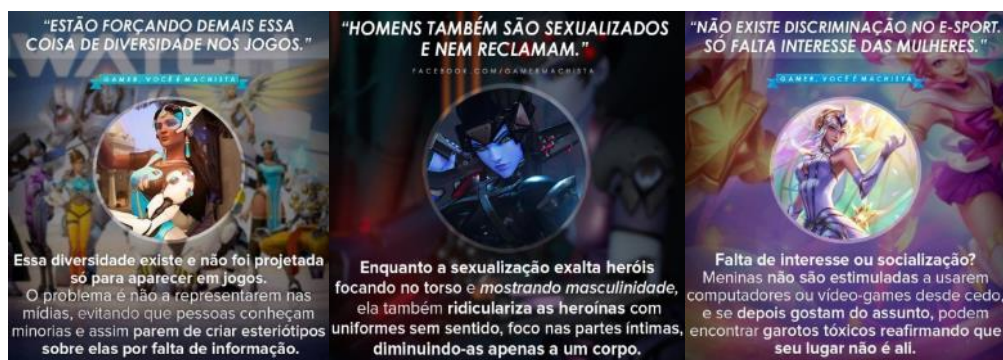 “ESTÃO FORÇANDO DEMAIS ESSA
COISA DE DIVERSIDADE NOS JOGOS.”
GAMER, VOCÊ É MACHISTA
Essa diversidade existe e não foi projetada
só para aparecer em jogos.
O problema é não a representarem nas
mídias, evitando que pessoas conheçam
minorias e assim parem de criar esteriótipos
sobre elas por falta de informação.
“HOMENS TAMBÉM SÃO SEXUALIZADOS
E NEM RECLAMAM.”
FACEBOOK.COM/GAMERMACHISTA
Enquanto a sexualização exalta heróis
focando no torso e mostrando masculinidade,
ela também ridiculariza as heroínas com
uniformes sem sentido, foco nas partes íntimas,
diminuindo-as apenas a um corpo.
“NÃO EXISTE DISCRIMINAÇÃO NO E-SPORT.
SÓ FALTA INTERESSE DAS MULHERES.”
GAMER, VOCÊ É MACHISTA
Falta de interesse ou socialização?
Meninas não são estimuladas a usarem
computadores ou vídeo-games desde cedo,
e se depois gostam do assunto, podem
encontrar garotos tóxicos reafirmando que
seu lugar não é ali.